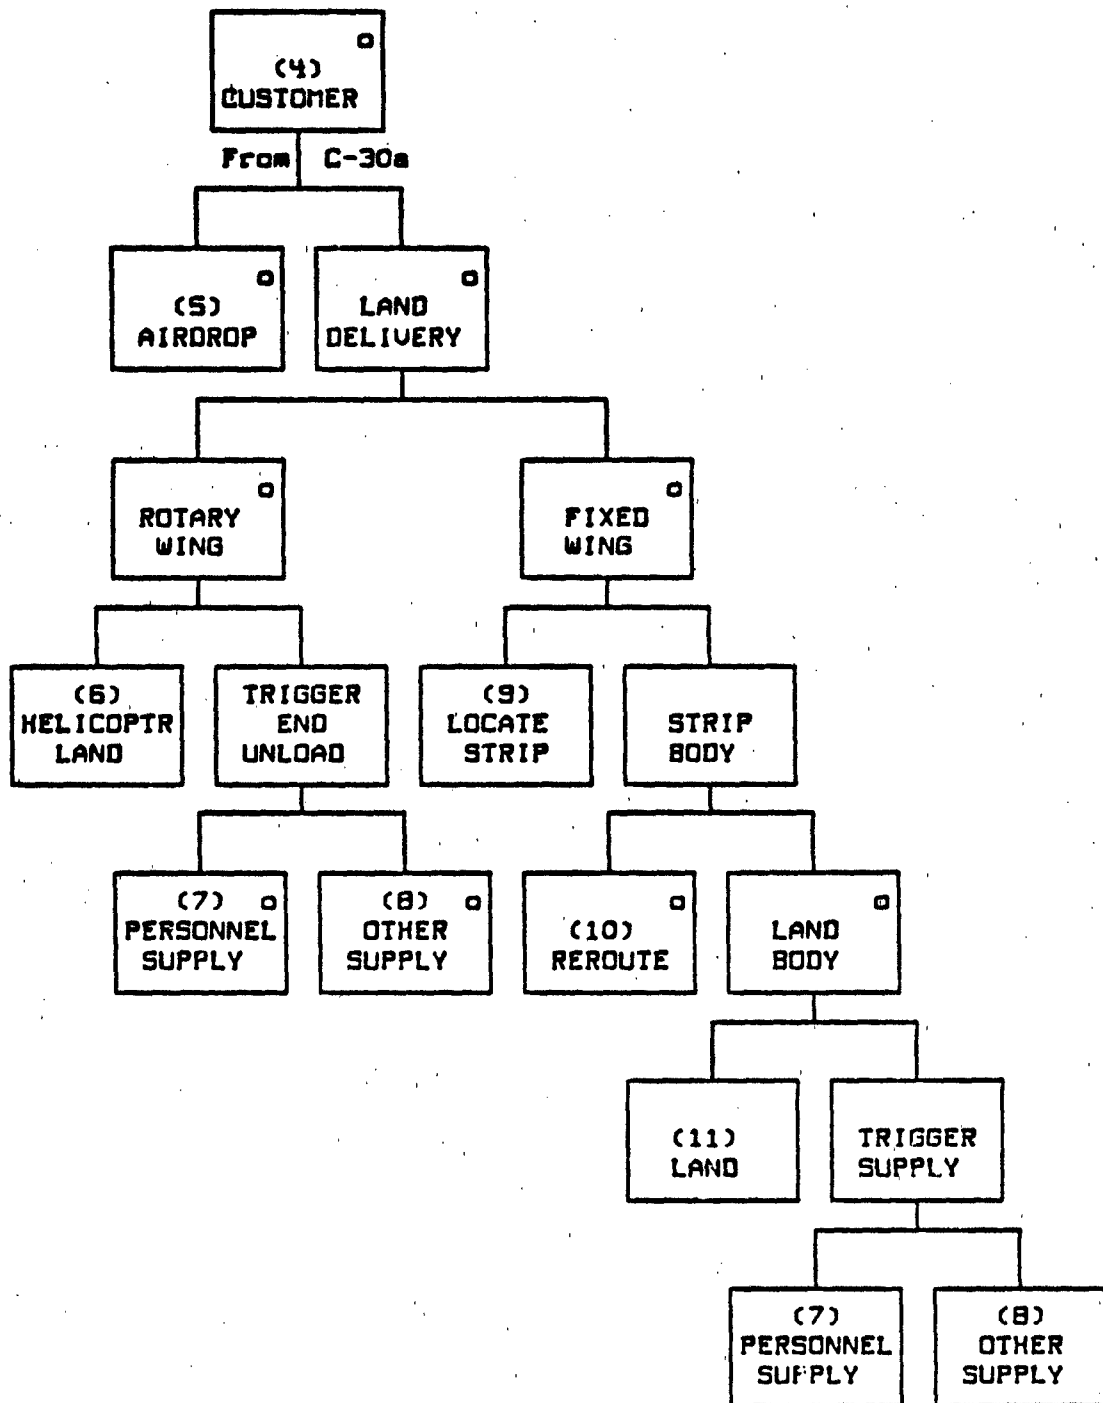 (4)
CUSTOMER
From C-30a
(5)
AIRDROP
LAND
DELIVERY
ROTARY
WING
FIXED
WING
(6)
HELICOPTR
LAND
TRIGGER
END
UNLOAD
(9)
LOCATE
STRIP
STRIP
BODY
(7)
PERSONNEL
SUPPLY
(8)
OTHER
SUPPLY
(10)
REROUTE
LAND
BODY
(11)
LAND
TRIGGER
SUPPLY
(7)
PERSONNEL
SUPPLY
(8)
OTHER
SUPPLY